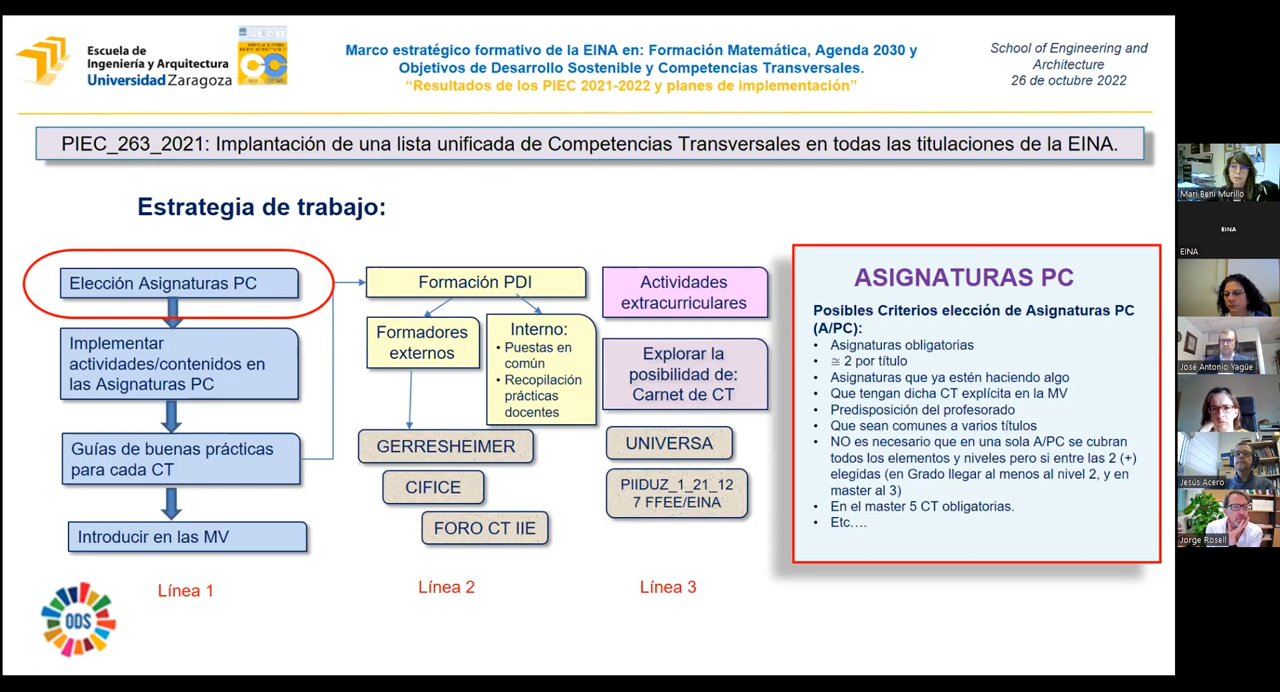 Escuela de
Ingeniería y Arquitectura
Universidad Zaragoza
Marco estratégico formativo de la EINA en: Formación Matemática, Agenda 2030 y
Objetivos de Desarrollo Sostenible y Competencias Transversales.
“Resultados de los PIEC 2021-2022 y planes de implementación”
School of Engineering and
Architecture
26 de octubre 2022
PIEC_263_2021: Implantación de una lista unificada de Competencias Transversales en todas las titulaciones de la EINA.
Estrategia de trabajo:
Elección Asignaturas PC
Implementar
actividades/contenidos en
las Asignaturas PC
Guías de buenas prácticas
para cada CT
Introducir en las MV
Línea 1
Formación PDI
Formadores
externos
Interno:
• Puestas en
común
• Recopilación
prácticas
docentes
GERRESHEIMER
CIFICE
FORO CT IIE
Línea 2
Actividades
extracurriculares
Explorar la
posibilidad de:
Carnet de CT
UNIVERSA
PIIDUZ_1_21_12
7 FFEE/EINA
Línea 3
ASIGNATURAS PC
Posibles Criterios elección de Asignaturas PC
(A/PC):
• Asignaturas obligatorias
• ≅ 2 por título
• Asignaturas que ya estén haciendo algo
• Que tengan dicha CT explícita en la MV
• Predisposición del profesorado
• Que sean comunes a varios títulos
• NO es necesario que en una sola A/PC se cubran
todos los elementos y niveles pero si entre las 2 (+)
elegidas (en Grado llegar al menos al nivel 2, y en
master al 3)
• En el master 5 CT obligatorias.
• Etc….
ODS
Mari Beni Murillo
EINA
EINA
José Antonio Yagüe
Jesús Acero
Jorge Rosell